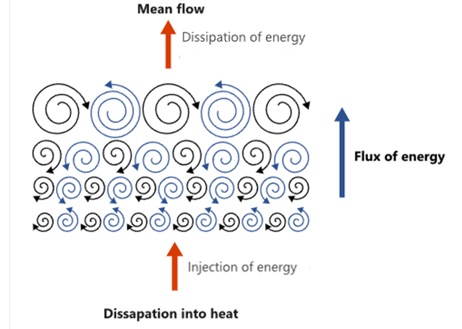 Mean flow
Dissipation of energy
Flux of energy
Injection of energy
Dissapation into heat